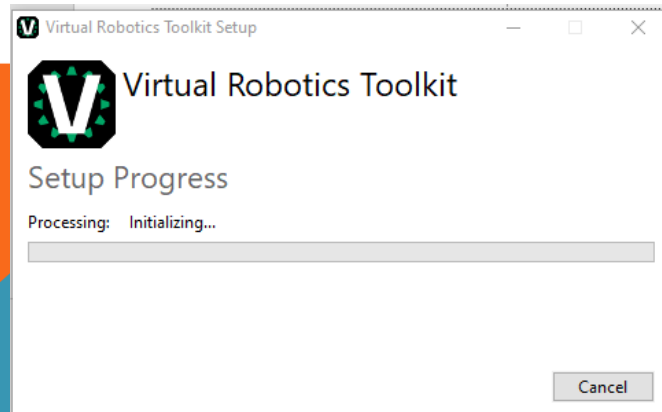 Virtual Robotics Toolkit Setup
V Virtual Robotics Toolkit
Setup Progress
Processing: Initializing...
Cancel